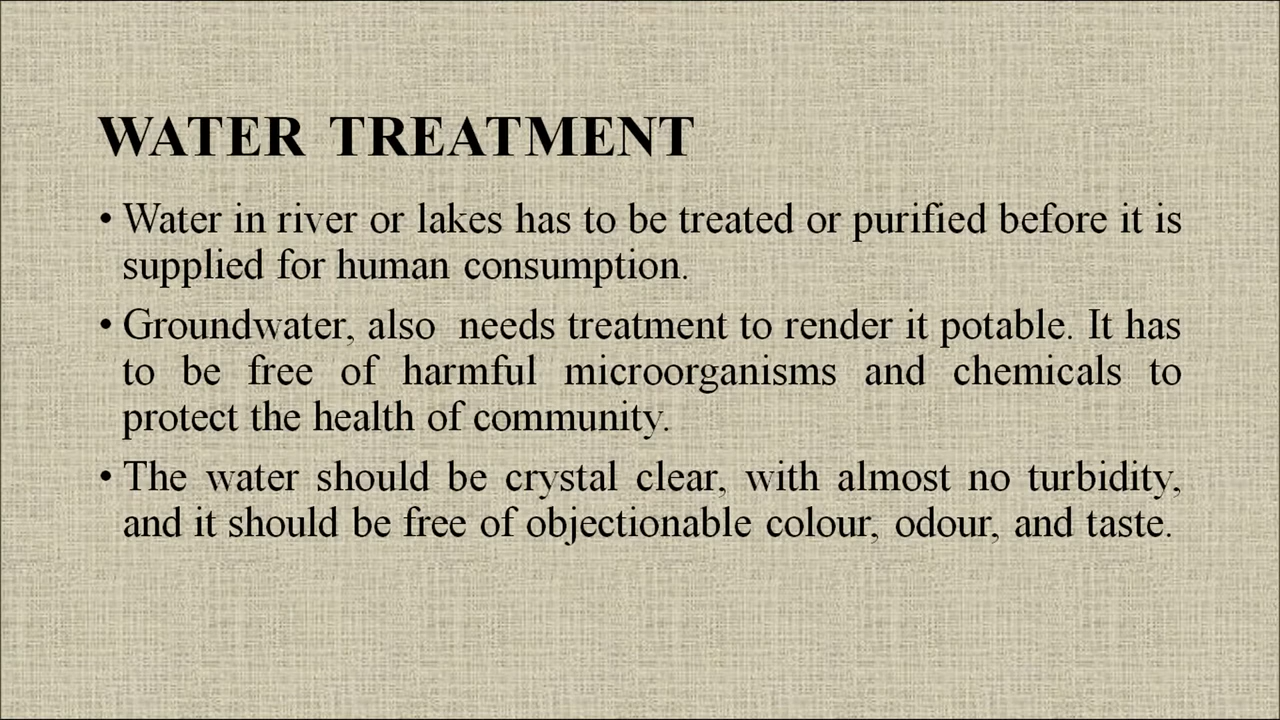 WATER TREATMENT
• Water in river or lakes has to be treated or purified before it is
supplied for human consumption.
• Groundwater, also needs treatment to render it potable. It has
to be free of harmful microorganisms and chemicals to
protect the health of community.
• The water should be crystal clear, with almost no turbidity,
and it should be free of objectionable colour, odour, and taste.